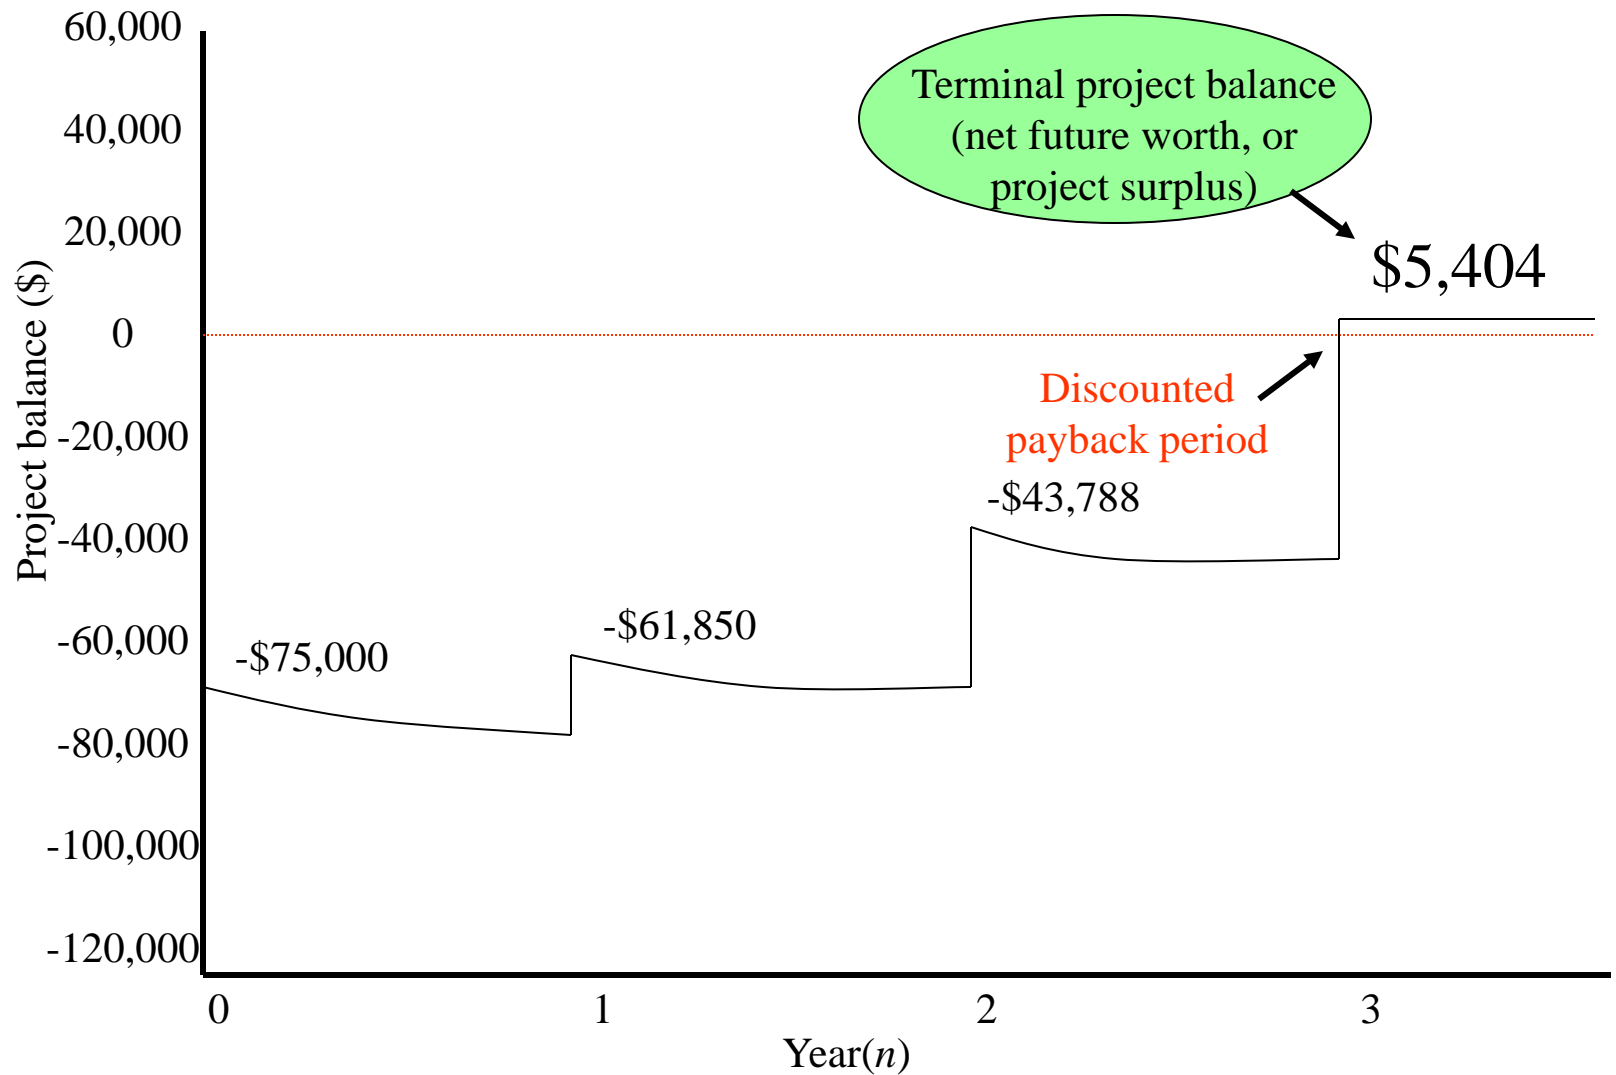 60,000
40,000
20,000
0
-20,000
-40,000
-60,000
-80,000
-100,000
-120,000
Project balance ($)
Terminal project balance
(net future worth, or
project surplus)
$5,404
Discounted
payback period
-$43,788
-$61,850
-$75,000
0 1 2 3
Year(n)